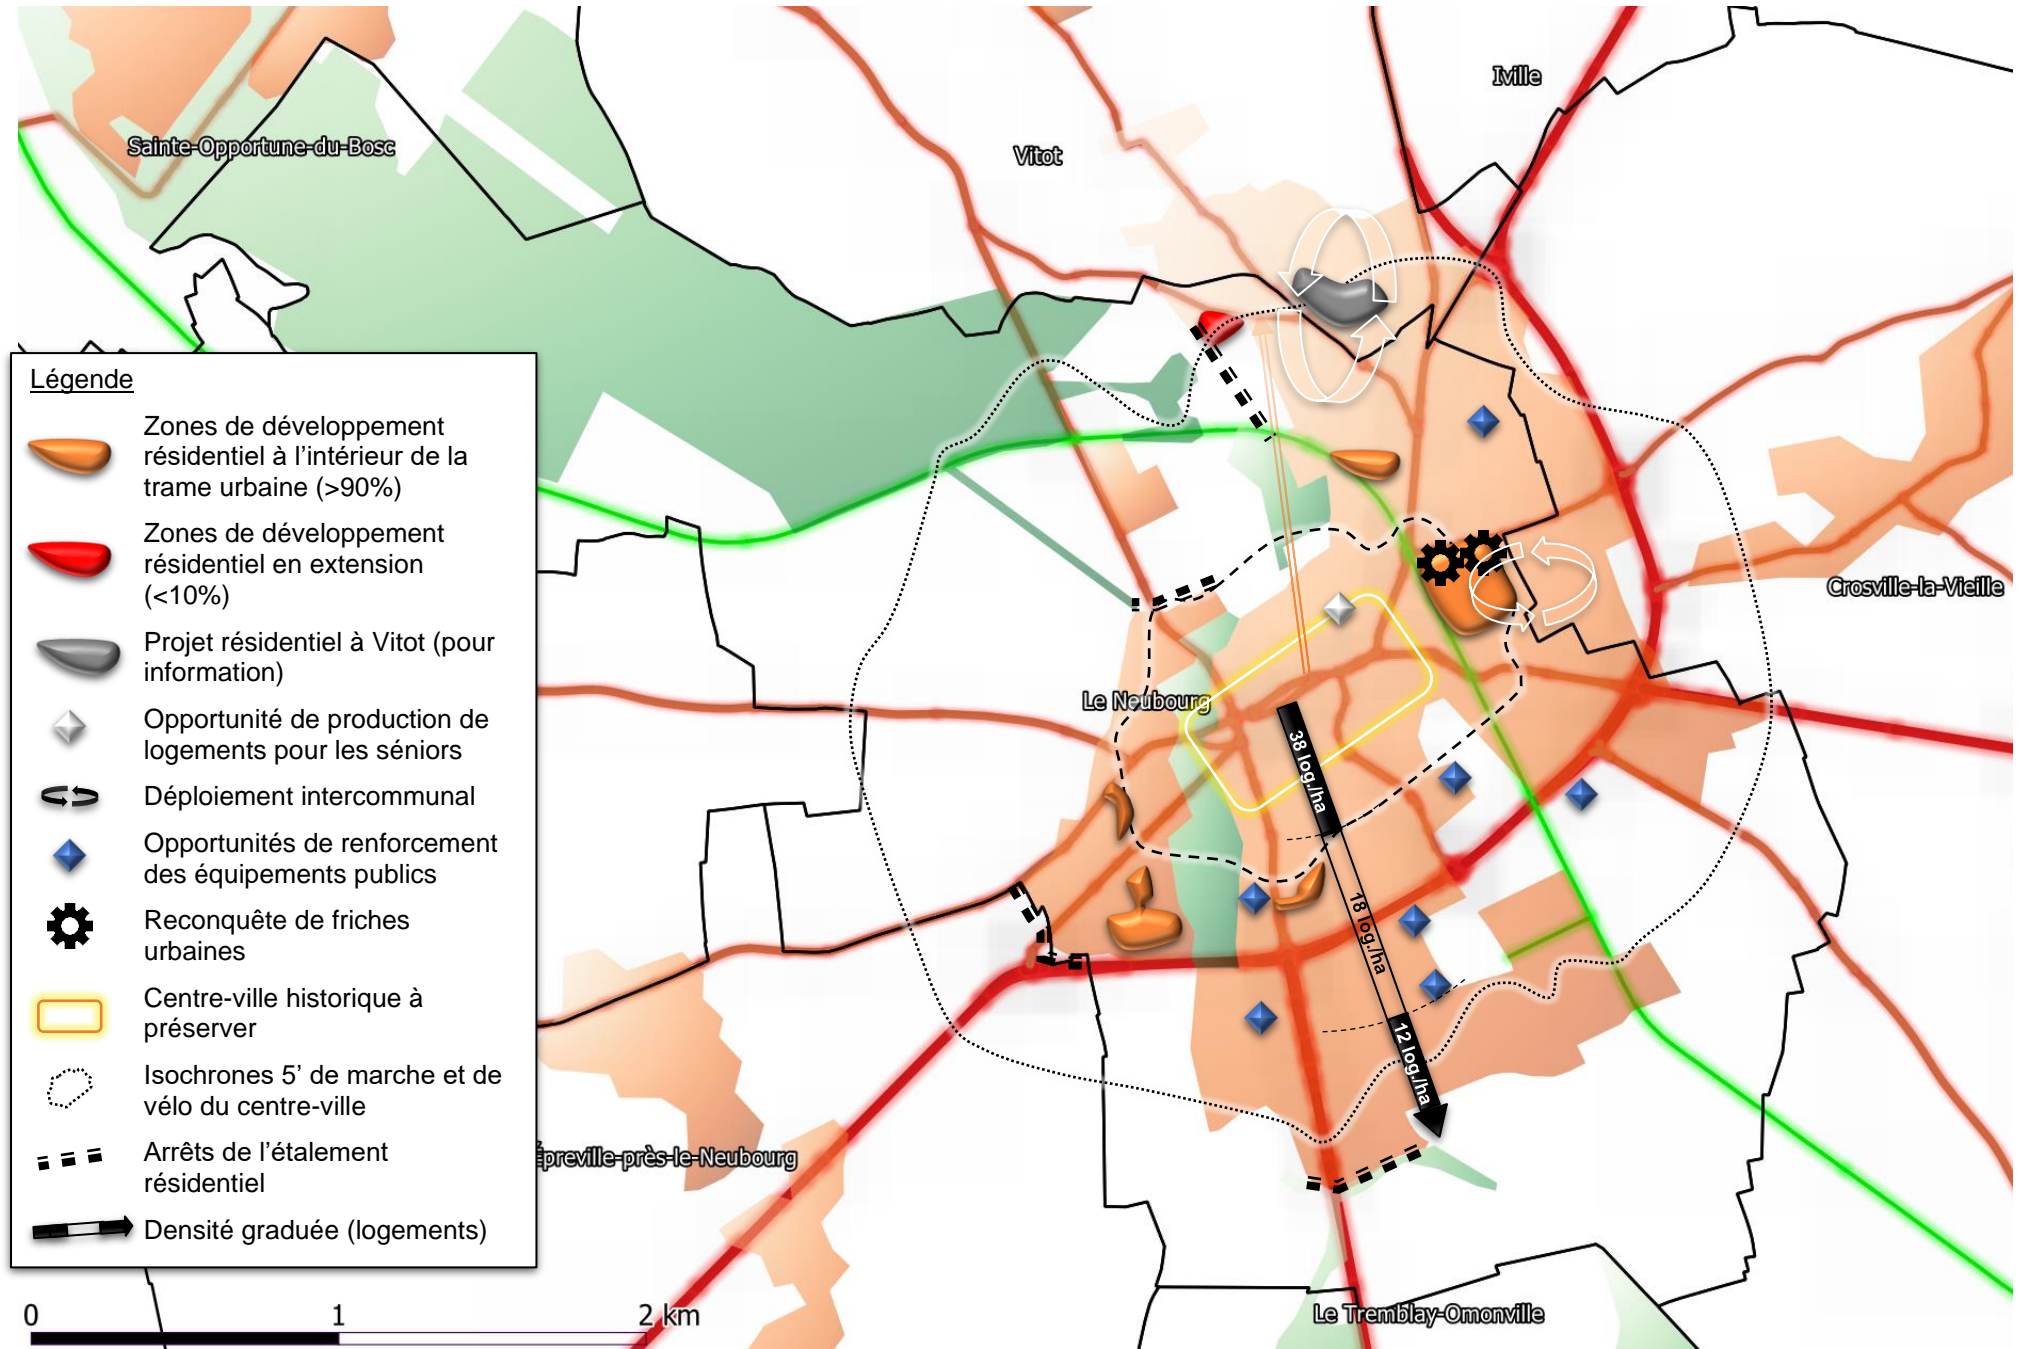 Iville
Sainte-Opportune-du-Bosc
Vitot
Légende
Zones de développement
résidentiel à l'intérieur de la
trame urbaine (>90%)
Zones de développement
résidentiel en extension
(<10%)
Projet résidentiel à Vitot (pour
information)
Opportunité de production de
logements pour les séniors
Déploiement intercommunal
Opportunités de renforcement
des équipements publics
Reconquête de friches
urbaines
Centre-ville historique à
préserver
Isochrones 5' de marche et de
vélo du centre-ville
Arrêts de l'étalement
résidentiel
Densité graduée (logements)
Crosville-la-Vieille
Le Neubourg
38 log./ha
18 log./ha
12 log./ha
Épreville-près-le-Neubourg
Le Tremblay-Omonville
0 1 2 km